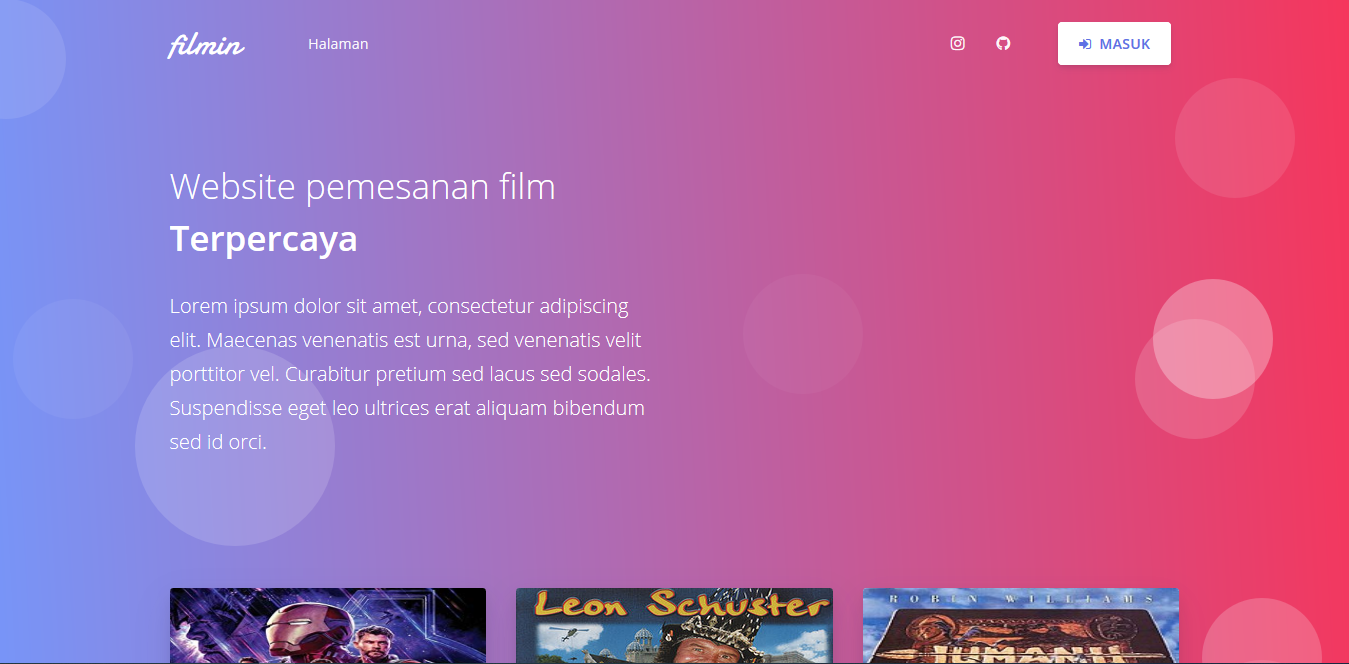 filmin
Halaman
MASUK
Website pemesanan film
Terpercaya
Lorem ipsum dolor sit amet, consectetur adipiscing
elit. Maecenas venenatis est urna, sed venenatis velit
porttitor vel. Curabitur pretium sed lacus sed sodales.
Suspendisse eget leo ultrices erat aliquam bibendum
sed id orci.
Leon Schuster
ROBIN WILLIAMS
JUMANJI